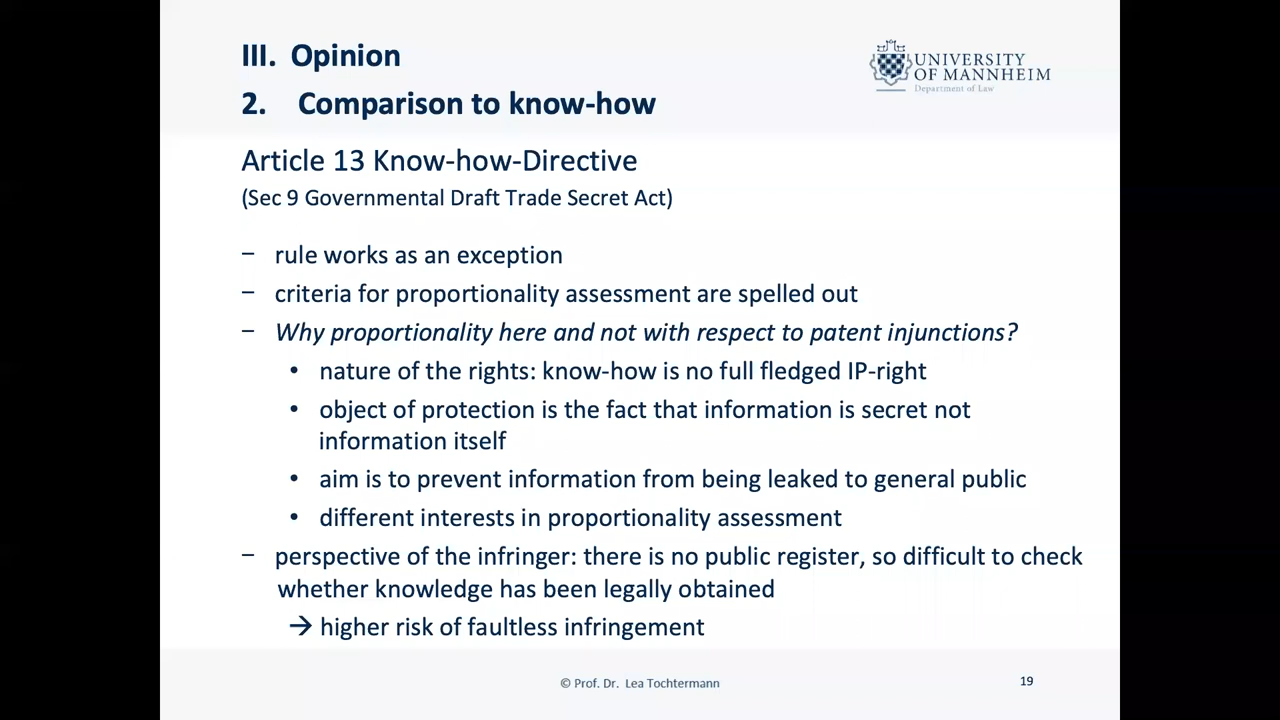 III. Opinion
2. Comparison to know-how
UNIVERSITY
OF MANNHEIM
Department of Law
Article 13 Know-how-Directive
(Sec 9 Governmental Draft Trade Secret Act)
– rule works as an exception
– criteria for proportionality assessment are spelled out
– Why proportionality here and not with respect to patent injunctions?
• nature of the rights: know-how is no full fledged IP-right
• object of protection is the fact that information is secret not
information itself
• aim is to prevent information from being leaked to general public
• different interests in proportionality assessment
– perspective of the infringer: there is no public register, so difficult to check
whether knowledge has been legally obtained
→ higher risk of faultless infringement
© Prof. Dr. Lea Tochtermann
19